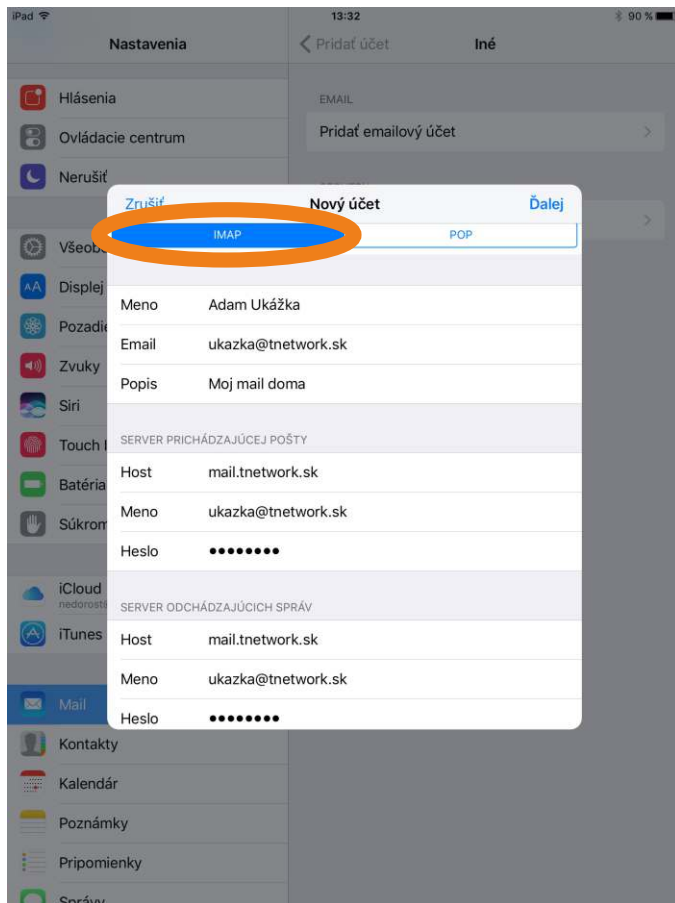 iPad 13:32 90 %
Nastavenia
Pridať účet Iné
Hlásenia
Ovládacie centrum
Nerušiť
Displej
Pozadie
Zvuky
Siri
Touch
Batéria
iCloud
iTunes
Mail
Kontakty
Kalendár
Poznámky
Pripomienky
Správy
EMAIL
Pridať emailový účet
Zrušiť Nový účet Ďalej
IMAP POP
Meno Adam Ukážka
Email ukazka@tnetwork.sk
Popis Moj mail doma
SERVER PRICHÁDZAJÚCEJ POŠTY
Host mail.tnetwork.sk
Meno ukazka@tnetwork.sk
Heslo ●●●●●●●●
SERVER ODCHÁDZAJÚCICH SPRÁV
Host mail.tnetwork.sk
Meno ukazka@tnetwork.sk
Heslo ●●●●●●●●